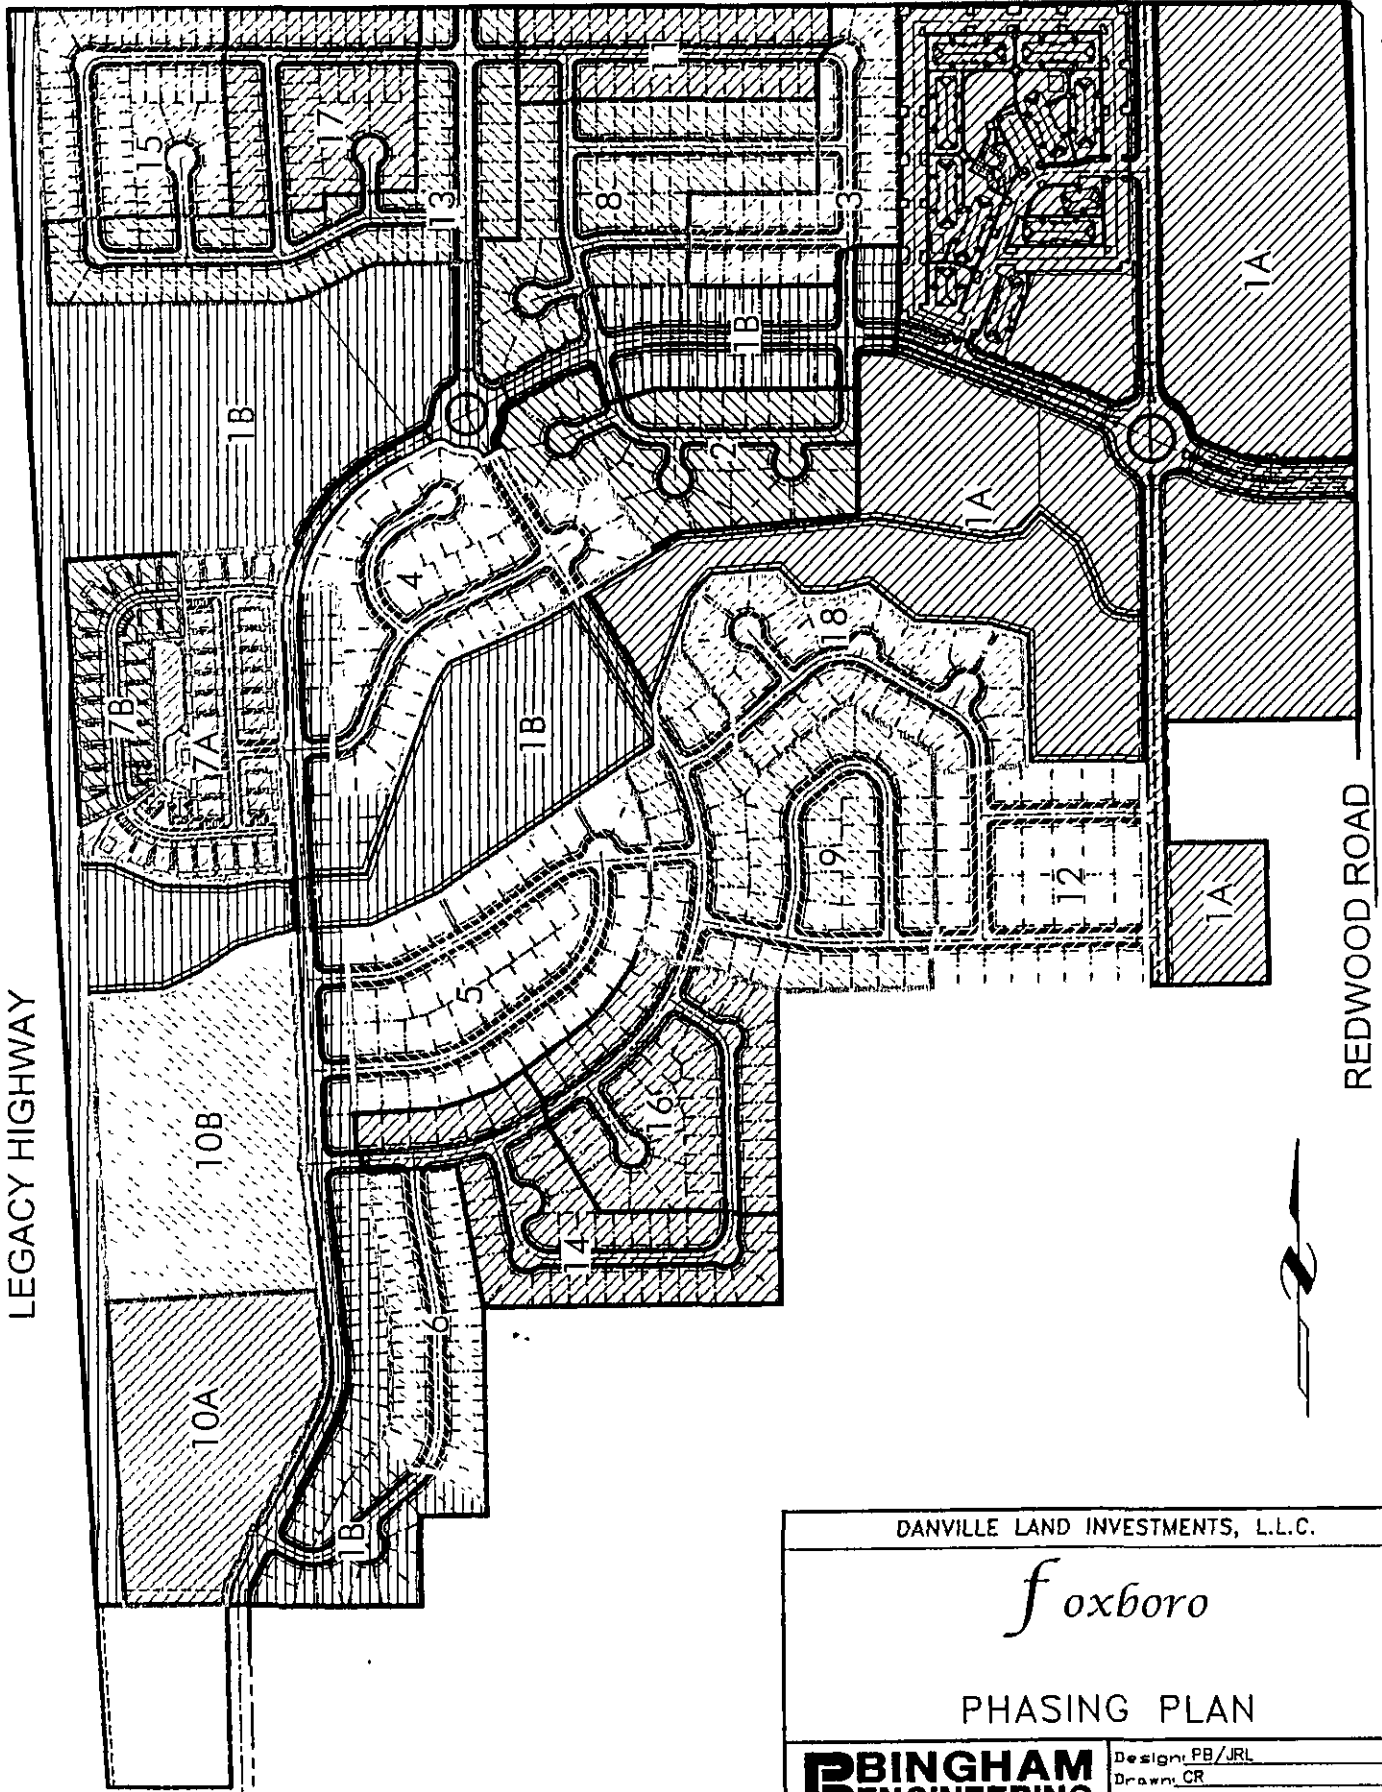 LEGACY HIGHWAY
15
17
11
13
8
3
1B
1B
1A
2
1A
4
7B
7A
1B
18
9
12
1A
5
10B
16
14
6
10A
1B
REDWOOD ROAD
DANVILLE LAND INVESTMENTS, L.L.C.
foxboro
PHASING PLAN
BINGHAM
ENGINEERING
Design: PB/JRL
Drawn: CR